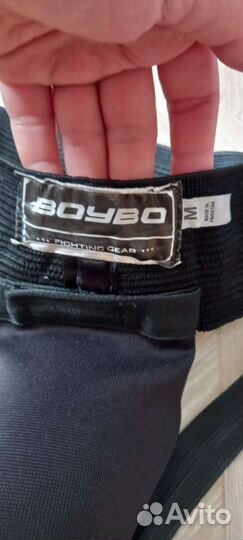 BOYBO
FIGHTING GEAR
M
MADE IN
PAKISTAN
Avito